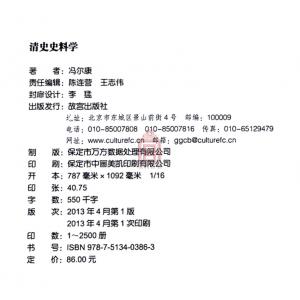 清史史料学
著 者：冯尔康
责任编辑：陈连营 王志伟
封帘设计：李 猛
出版发行：故宫出版社
地址：北京市东城区景山前街4号 邮编：100009
电话：010-85007808 010-85007816 传真：010-65129479
网址：www.culturefc.cn 邮箱：ggcb@culturefc.cn
制 版：保定市万方数据处理有限公司
印 刷：保定市中画美凯印刷有限公司
开 本：787毫米×1092毫米 1/16
印 张：40.75
字 数：550千字
版 次：2013年4月第1版
2013年4月第1次印刷
印 数：1~2500册
书 号：ISBN 978-7-5134-0386-3
定 价：86.00元